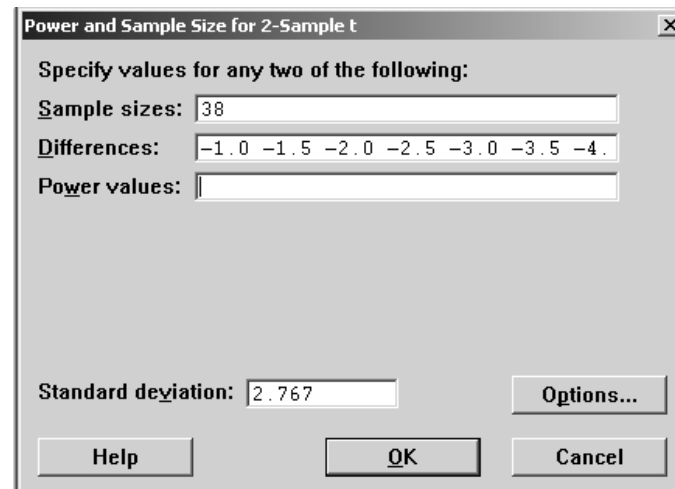 Power and Sample Size for 2-Sample t
Specify values for any two of the following:
Sample sizes: 38
Differences: -1.0 -1.5 -2.0 -2.5 -3.0 -3.5 -4.
Power values:
Standard deviation: 2.767
Options...
Help OK Cancel